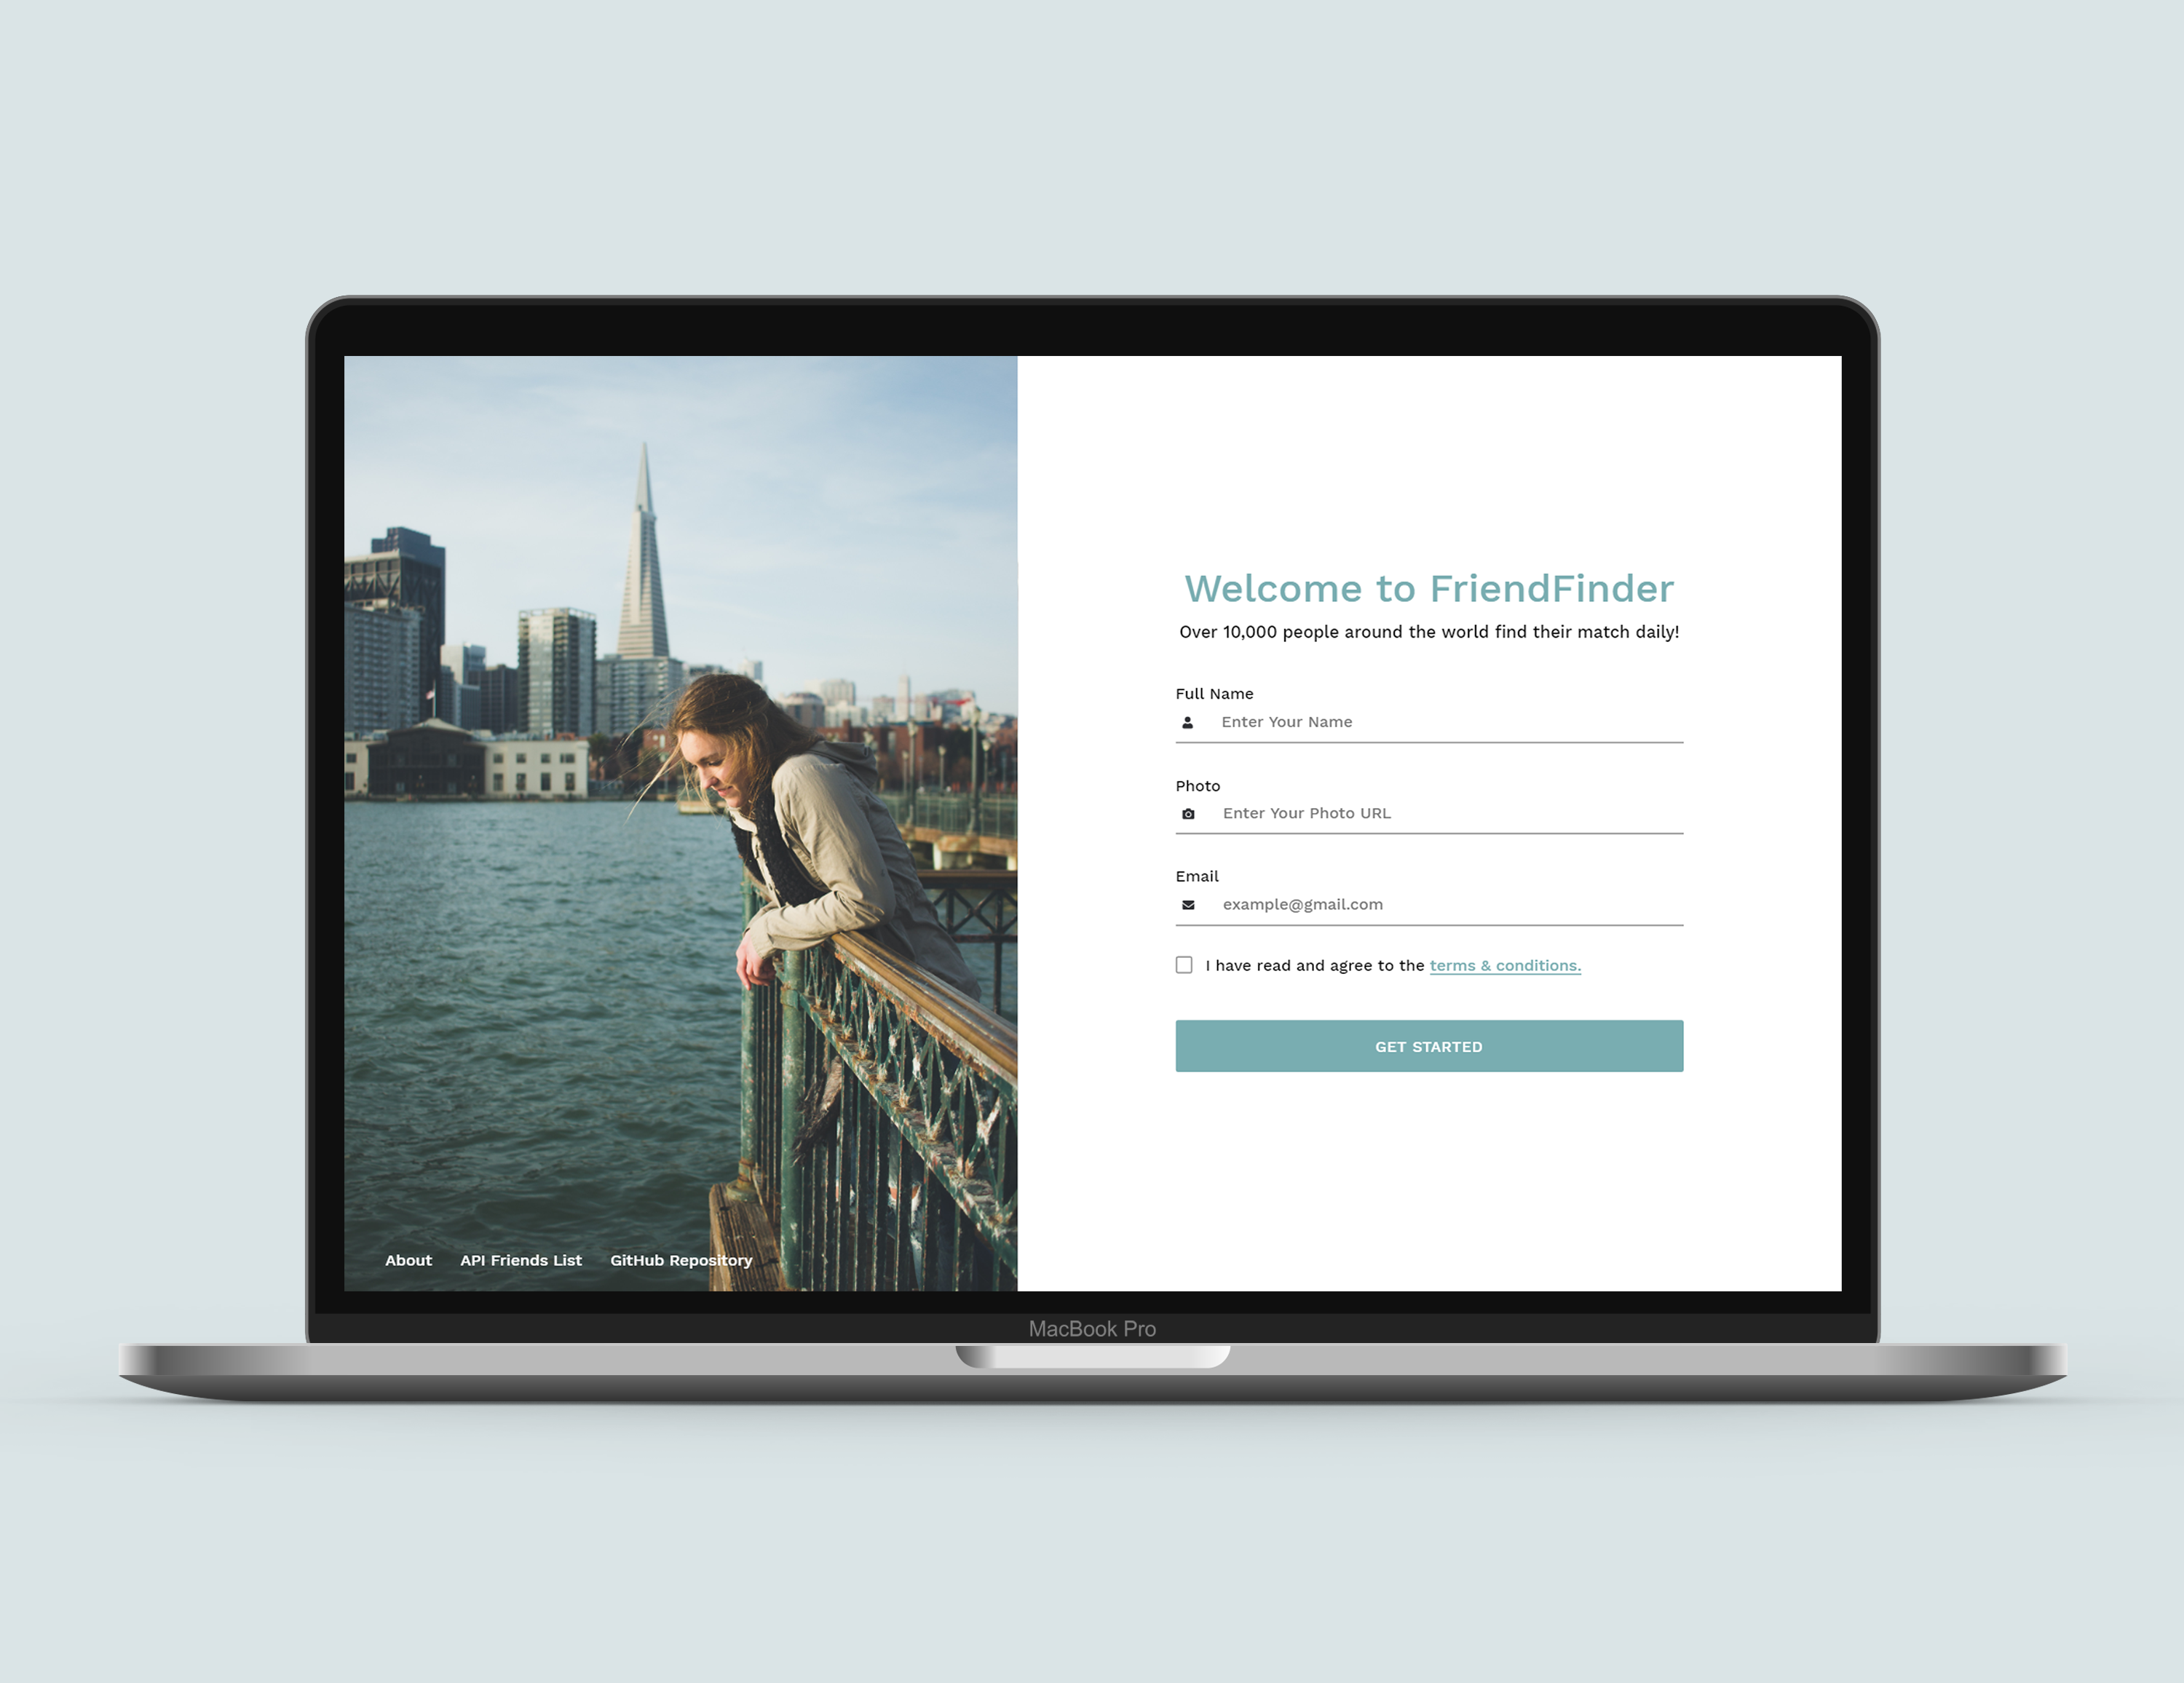 Welcome to FriendFinder
Over 10,000 people around the world find their match daily!
Full Name
Enter Your Name
Photo
Enter Your Photo URL
Email
example@gmail.com
I have read and agree to the terms & conditions.
GET STARTED
About
API Friends List
GitHub Repository
MacBook Pro